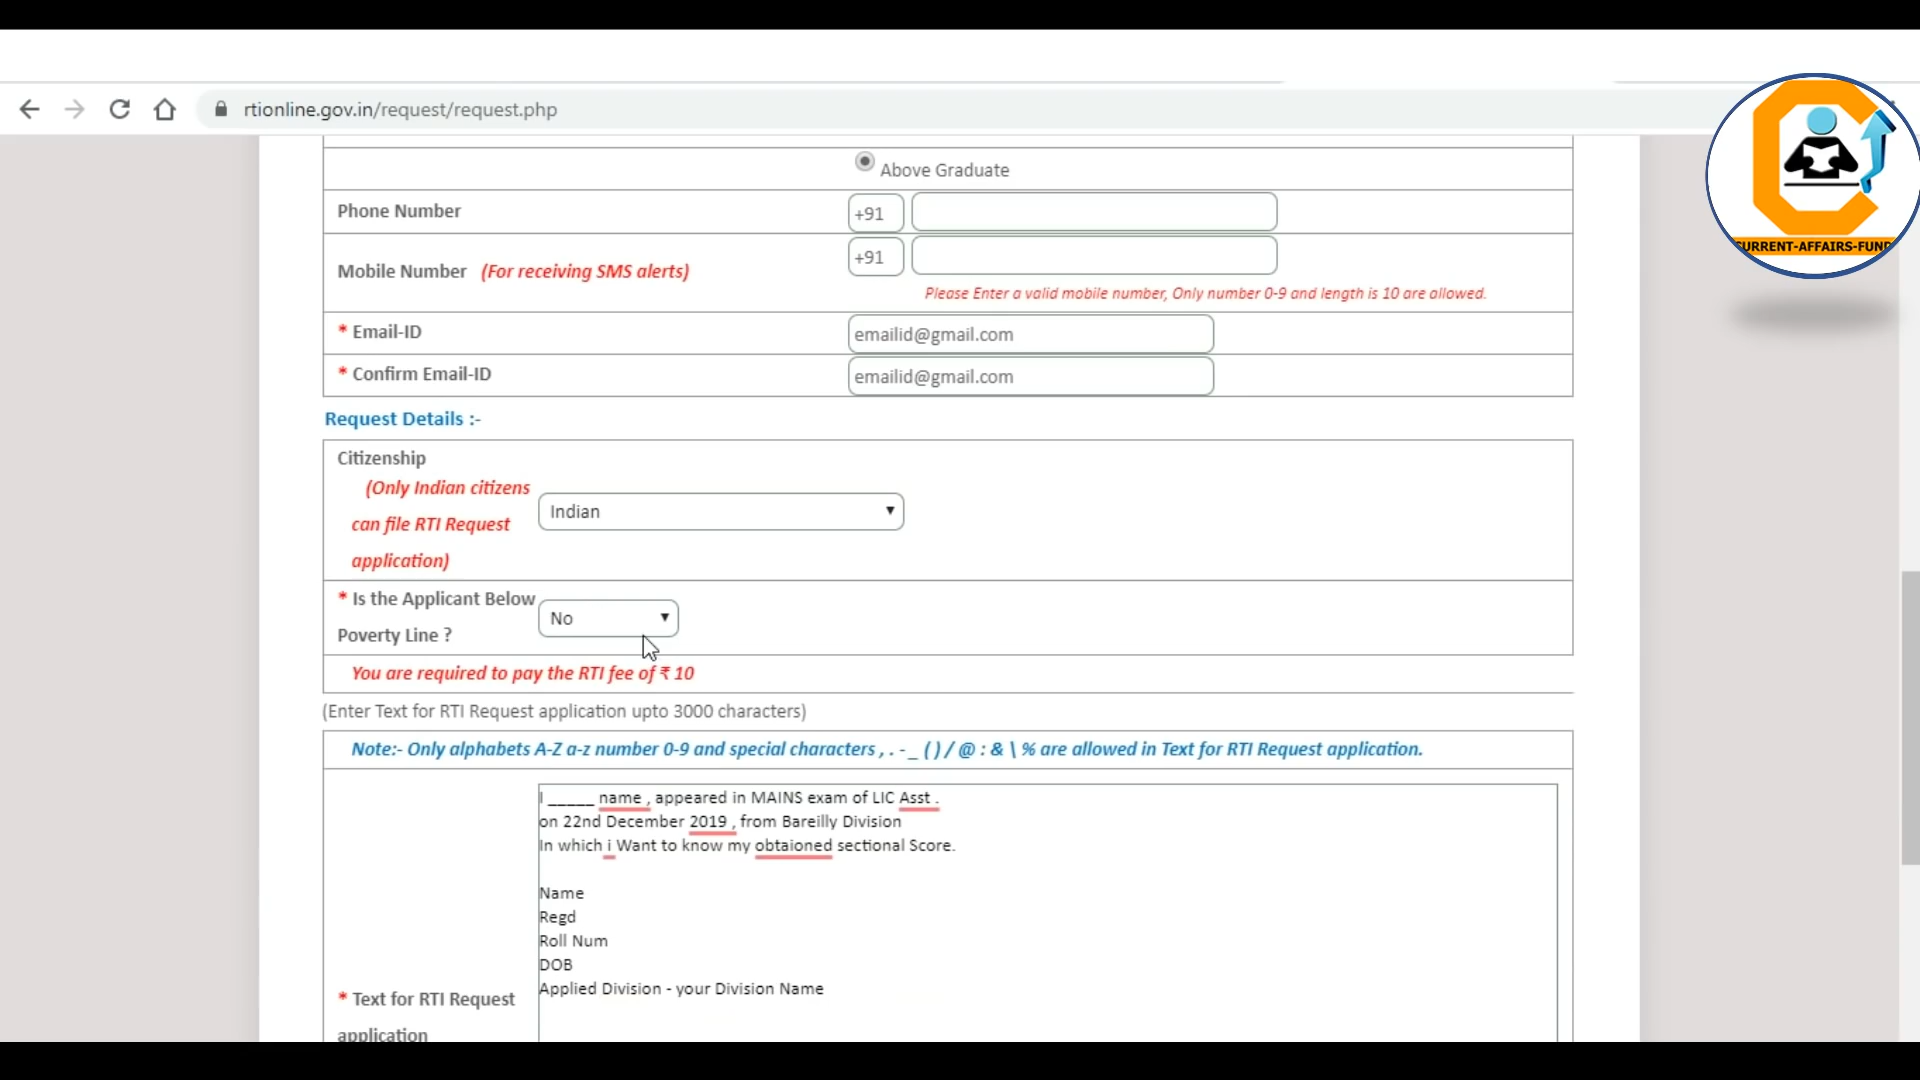 rtionline.gov.in/request/request.php
CURRENT-AFFAIRS-FUND
Above Graduate
Phone Number +91
Mobile Number (For receiving SMS alerts) +91
Please Enter a valid mobile number, Only number 0-9 and length is 10 are allowed.
* Email-ID emailid@gmail.com
* Confirm Email-ID emailid@gmail.com
Request Details :-
Citizenship
(Only Indian citizens
can file RTI Request
application)
Indian
* Is the Applicant Below
Poverty Line ?
No
You are required to pay the RTI fee of ₹ 10
(Enter Text for RTI Request application upto 3000 characters)
Note:- Only alphabets A-Z a-z number 0-9 and special characters , . - _ ( ) / @ : & \ % are allowed in Text for RTI Request application.
I _____ name , appeared in MAINS exam of LIC Asst .
on 22nd December 2019 , from Bareilly Division
In which i Want to know my obtaioned sectional Score.
Name
Regd
Roll Num
DOB
Applied Division - your Division Name
* Text for RTI Request
application